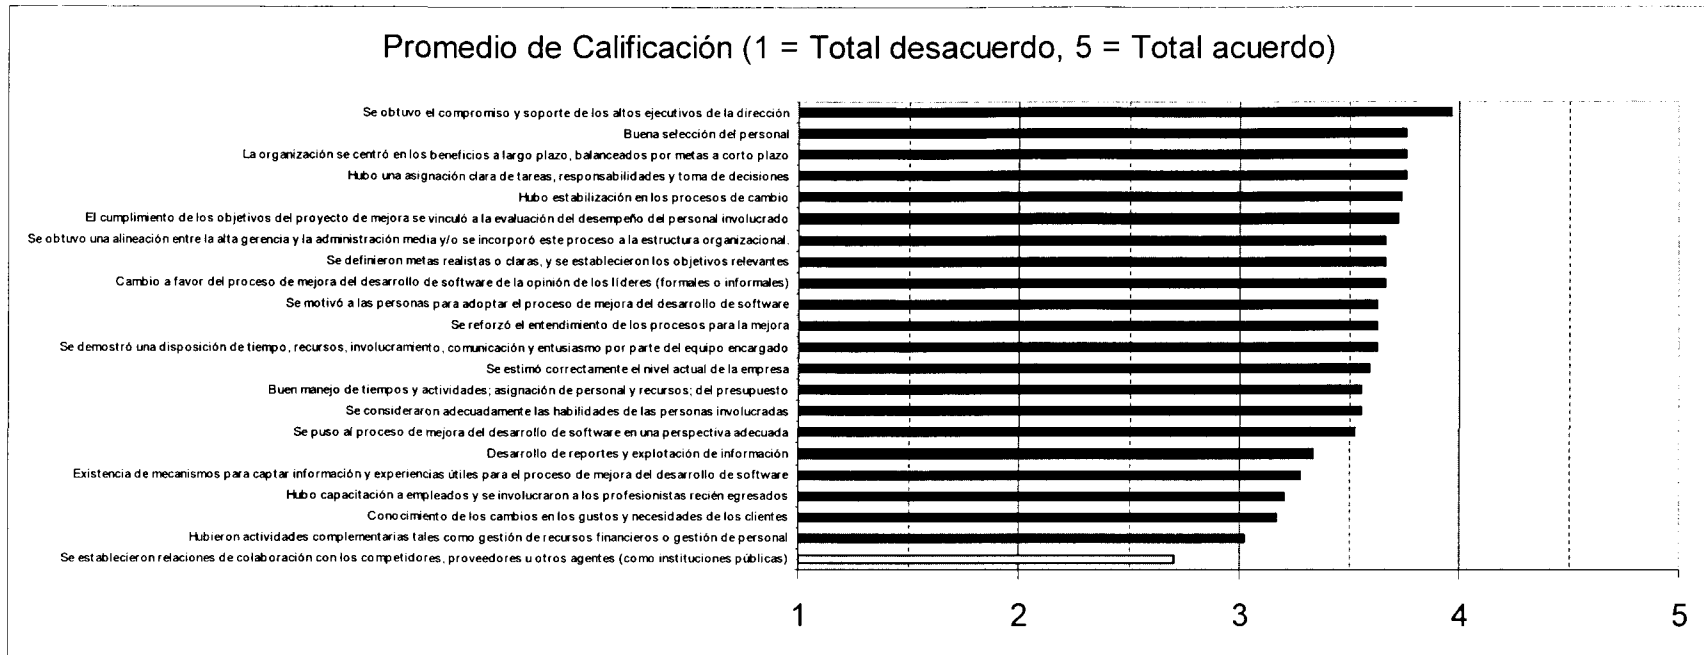 Promedio de Calificación (1 = Total desacuerdo, 5 = Total acuerdo)
Se obtuvo el compromiso y soporte de los altos ejecutivos de la dirección
Buena selección del personal
La organización se centró en los beneficios a largo plazo, balanceados por metas a corto plazo
Hubo una asignación clara de tareas, responsabilidades y toma de decisiones
Hubo estabilización en los procesos de cambio
El cumplimiento de los objetivos del proyecto de mejora se vinculó a la evaluación del desempeño del personal involucrado
Se obtuvo una alineación entre la alta gerencia y la administración media y/o se incorporó este proceso a la estructura organizacional.
Se definieron metas realistas o claras, y se establecieron los objetivos relevantes
Cambio a favor del proceso de mejora del desarrollo de software de la opinión de los líderes (formales o informales)
Se motivó a las personas para adoptar el proceso de mejora del desarrollo de software
Se reforzó el entendimiento de los procesos para la mejora
Se demostró una disposición de tiempo, recursos, involucramiento, comunicación y entusiasmo por parte del equipo encargado
Se estimó correctamente el nivel actual de la empresa
Buen manejo de tiempos y actividades; asignación de personal y recursos; del presupuesto
Se consideraron adecuadamente las habilidades de las personas involucradas
Se puso al proceso de mejora del desarrollo de software en una perspectiva adecuada
Desarrollo de reportes y explotación de información
Existencia de mecanismos para captar información y experiencias útiles para el proceso de mejora del desarrollo de software
Hubo capacitación a empleados y se involucraron a los profesionistas recién egresados
Conocimiento de los cambios en los gustos y necesidades de los clientes
Hubieron actividades complementarias tales como gestión de recursos financieros o gestión de personal
Se establecieron relaciones de colaboración con los competidores, proveedores u otros agentes (como instituciones públicas)
1 2 3 4 5